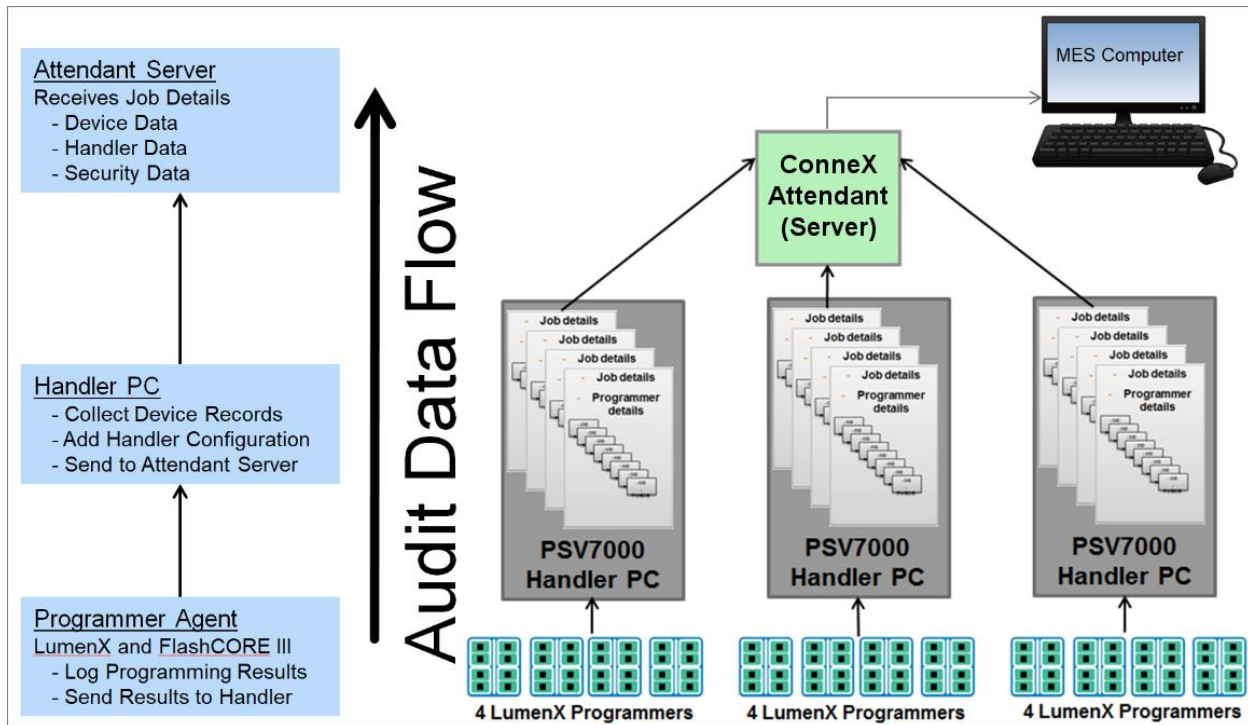 Attendant Server
Receives Job Details
- Device Data
- Handler Data
- Security Data
Handler PC
- Collect Device Records
- Add Handler Configuration
- Send to Attendant Server
Programmer Agent
LumenX and FlashCORE III
- Log Programming Results
- Send Results to Handler
Audit Data Flow
MES Computer
ConneX
Attendant
(Server)
- Job details
- Job details
- Job details
- Job details
- Programmer
details
PSV7000
Handler PC
4 LumenX Programmers
- Job details
- Job details
- Job details
- Job details
- Programmer
details
PSV7000
Handler PC
4 LumenX Programmers
- Job details
- Job details
- Job details
- Job details
- Programmer
details
PSV7000
Handler PC
4 LumenX Programmers